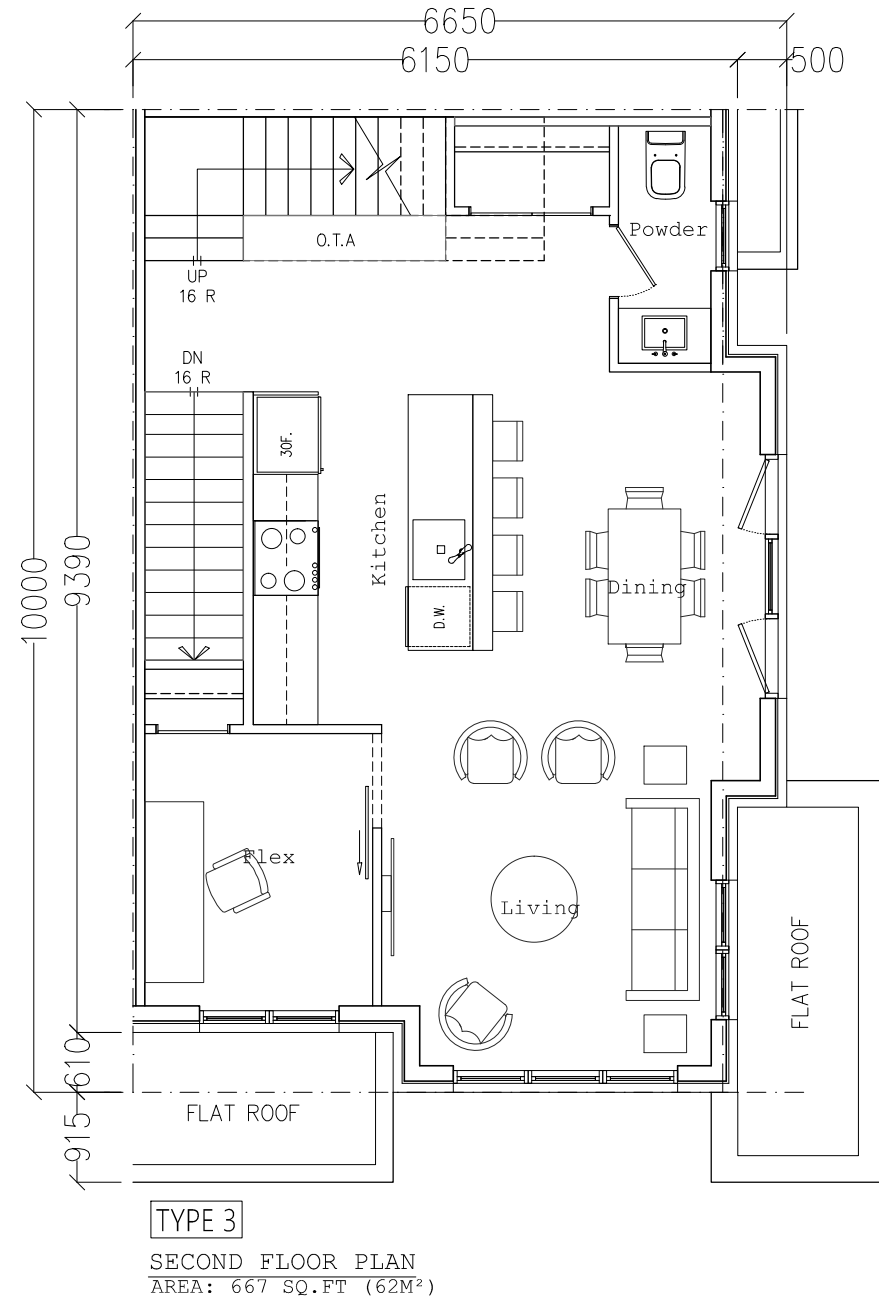 6650
6150
500
Powder
O.T.A
UP
16 R
DN
16 R
30F.
Kitchen
D.W.
Dining
10000
9390
Flex
Living
FLAT ROOF
610
915
FLAT ROOF
TYPE 3
SECOND FLOOR PLAN
AREA: 667 SQ.FT (62M²)